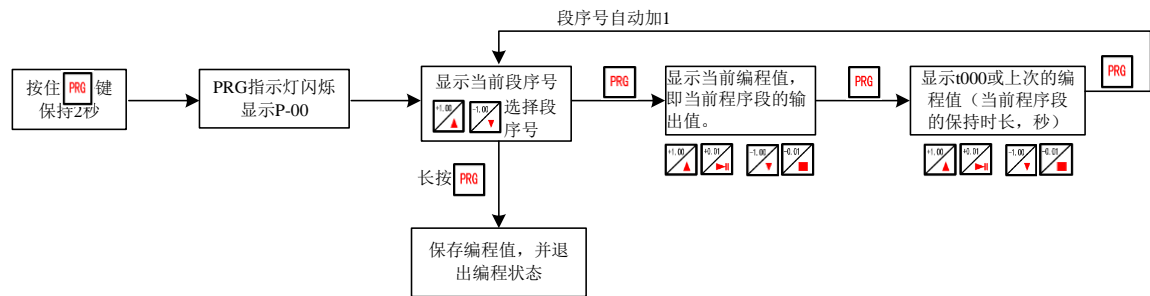 段序号自动加1
按住 PRG 键
保持2秒
PRG指示灯闪烁
显示P-00
显示当前段序号
+1.00 ▲ -1.00 ▼ 选择段
序号
PRG
显示当前编程值，
即当前程序段的输
出值。
+1.00 ▲ +0.01 ►II -1.00 ▼ -0.01 ■
PRG
显示t000或上次的编
程值（当前程序段
的保持时长，秒）
+1.00 ▲ +0.01 ►II -1.00 ▼ -0.01 ■
PRG
长按 PRG
保存编程值，并退
出编程状态